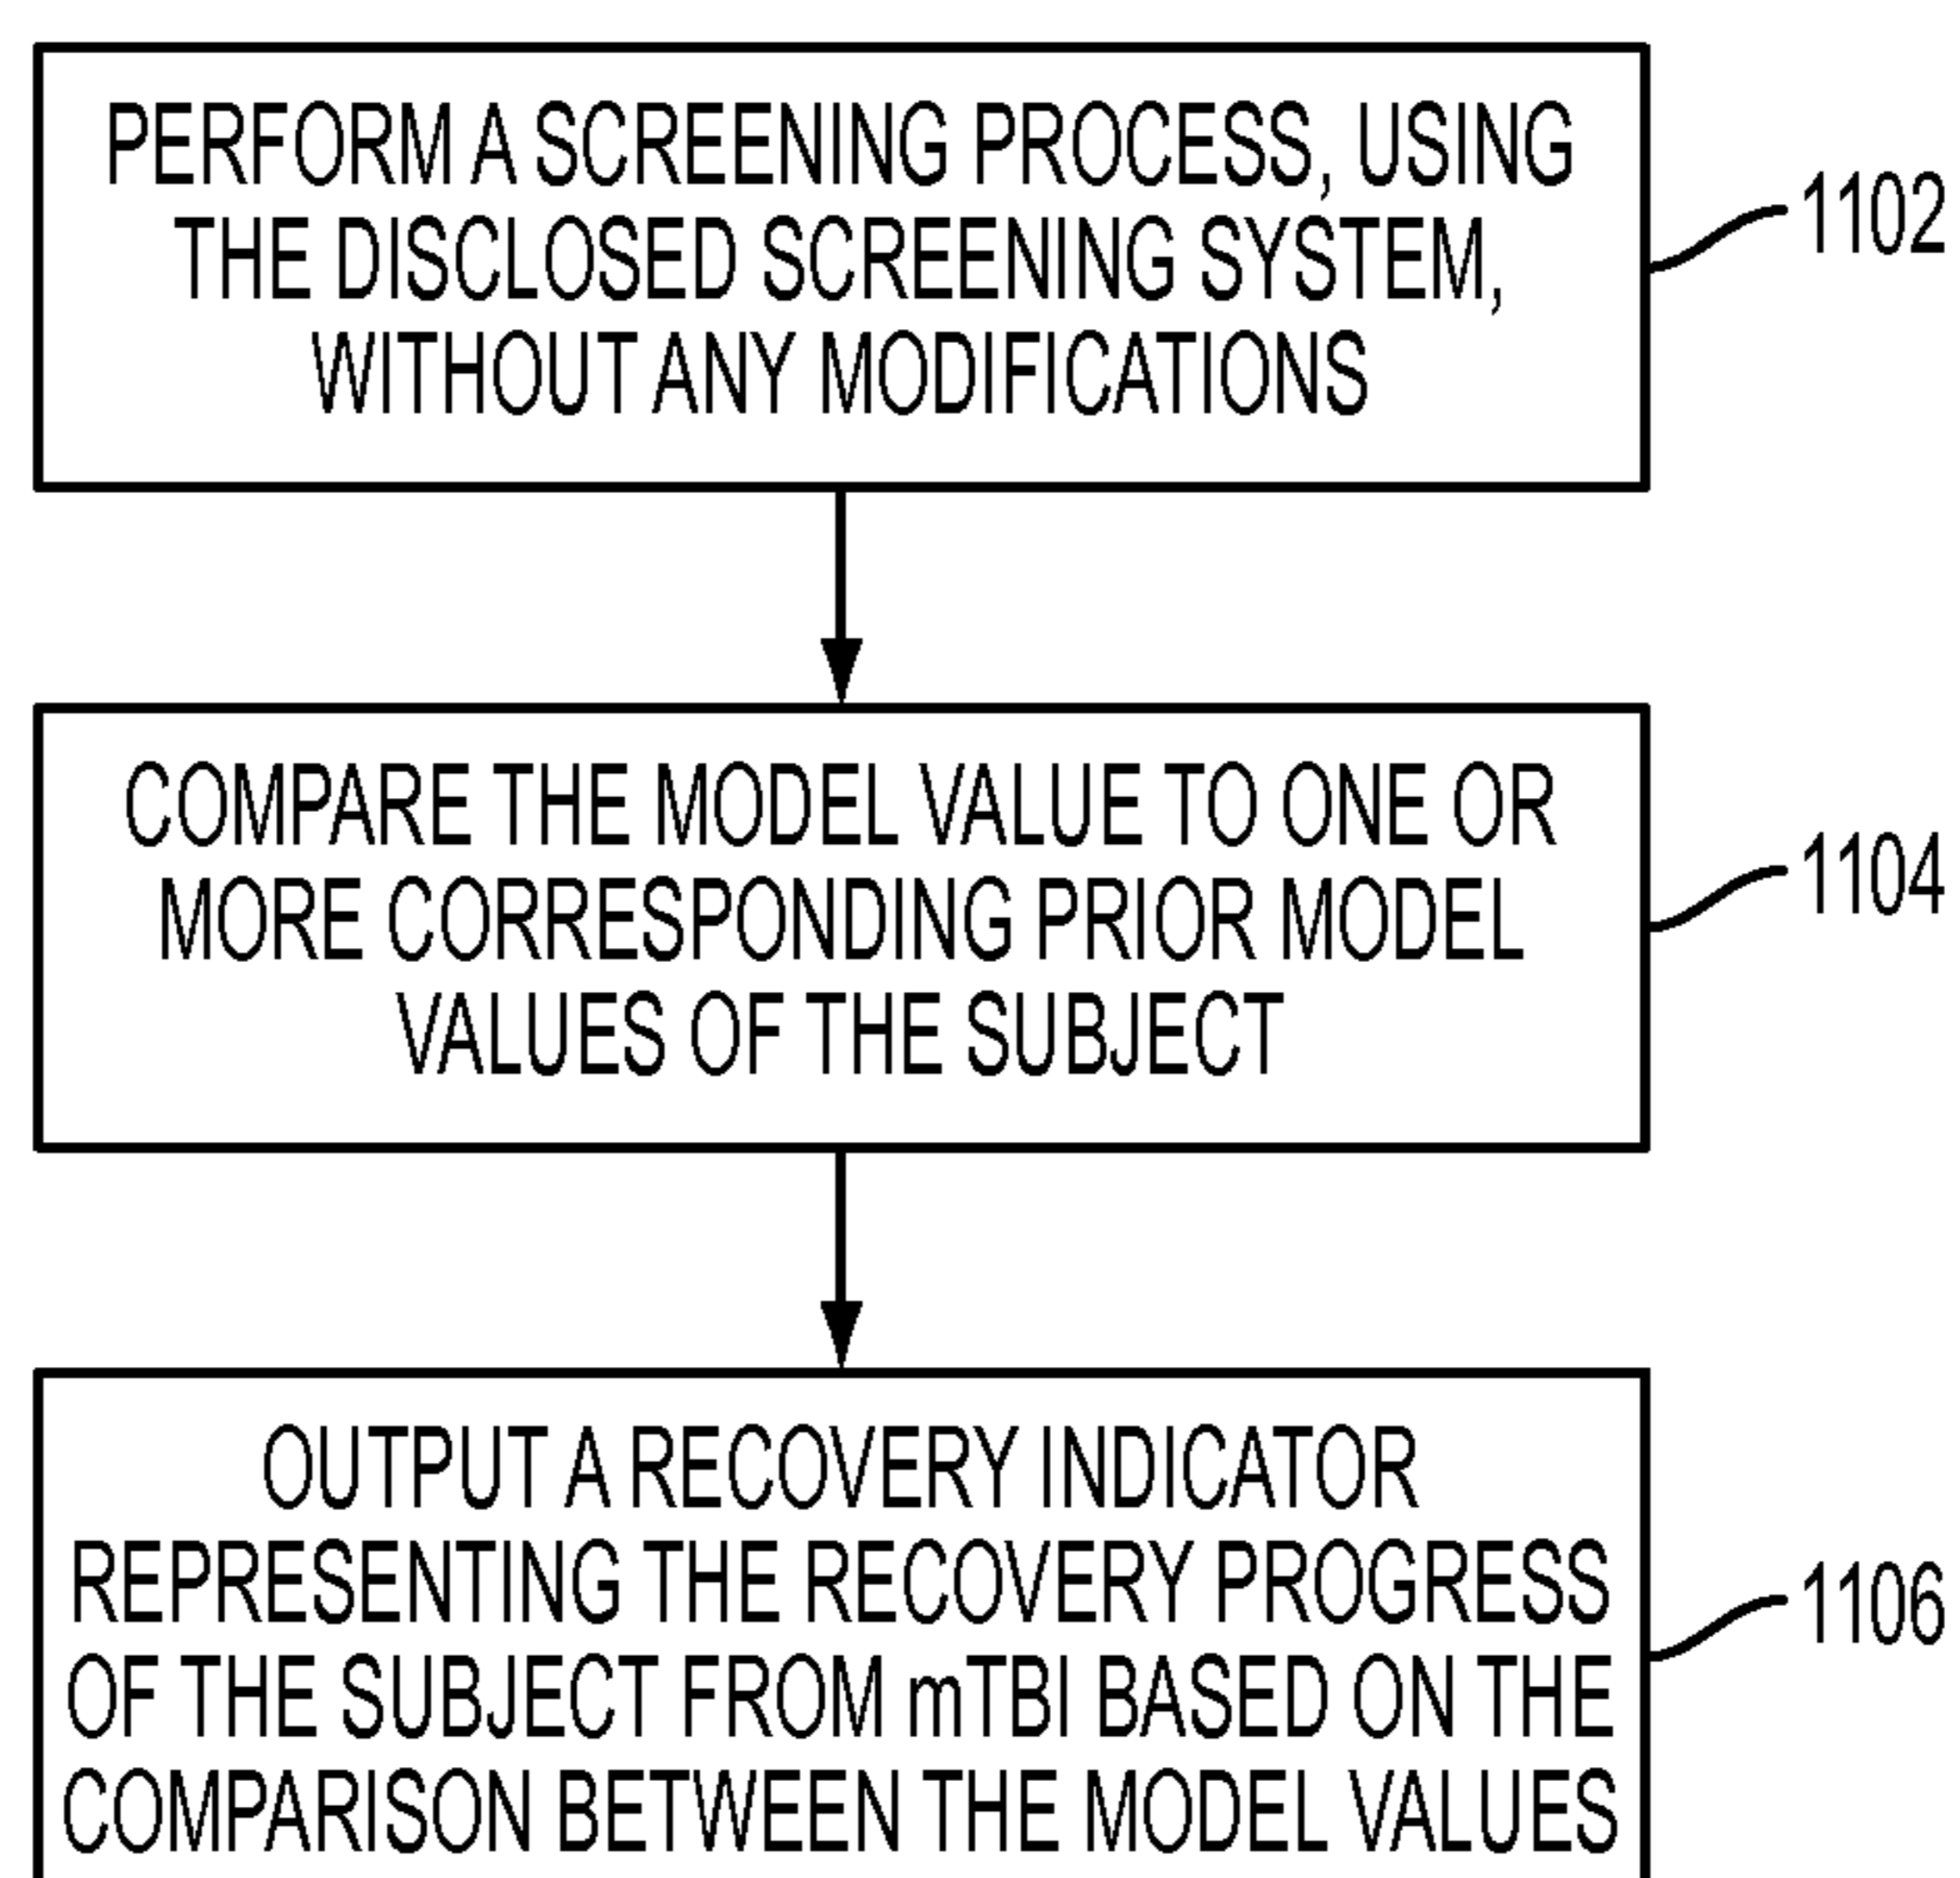 PERFORM A SCREENING PROCESS, USING
THE DISCLOSED SCREENING SYSTEM,
WITHOUT ANY MODIFICATIONS
1102
COMPARE THE MODEL VALUE TO ONE OR
MORE CORRESPONDING PRIOR MODEL
VALUES OF THE SUBJECT
1104
OUTPUT A RECOVERY INDICATOR
REPRESENTING THE RECOVERY PROGRESS
OF THE SUBJECT FROM mTBI BASED ON THE
COMPARISON BETWEEN THE MODEL VALUES
1106